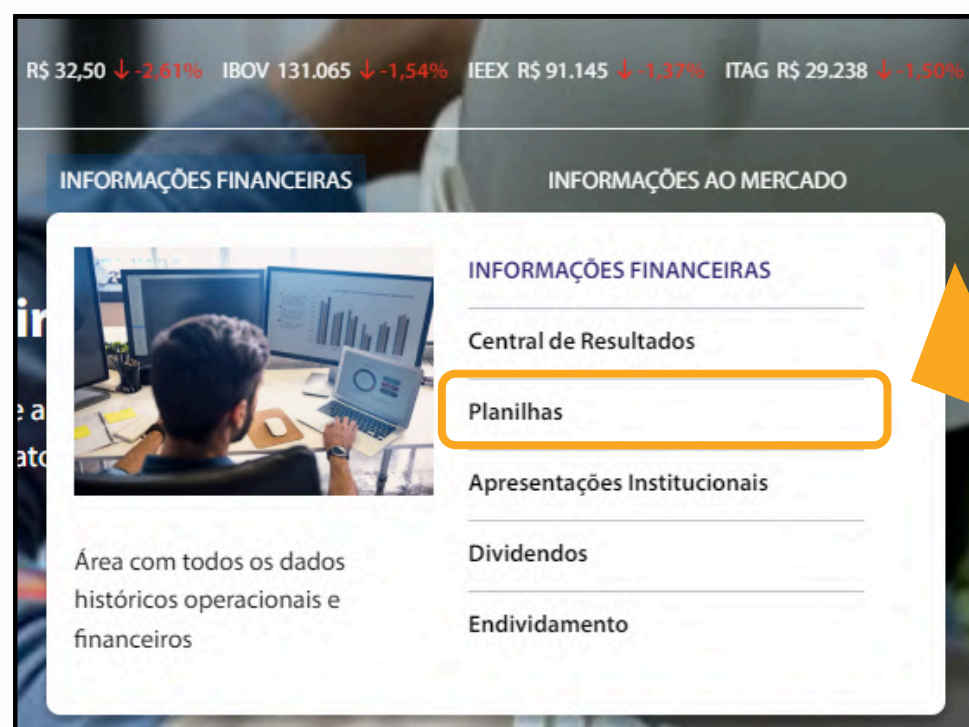 R$ 32,50 ↓ -2,61% IBOV 131.065 ↓ -1,54% IEEX R$ 91.145 ↓ -1,37% ITAG R$ 29.238 ↓ -1,50%
INFORMAÇÕES FINANCEIRAS INFORMAÇÕES AO MERCADO
INFORMAÇÕES FINANCEIRAS
Central de Resultados
Planilhas
Apresentações Institucionais
Dividendos
Endividamento
Área com todos os dados
históricos operacionais e
financeiros